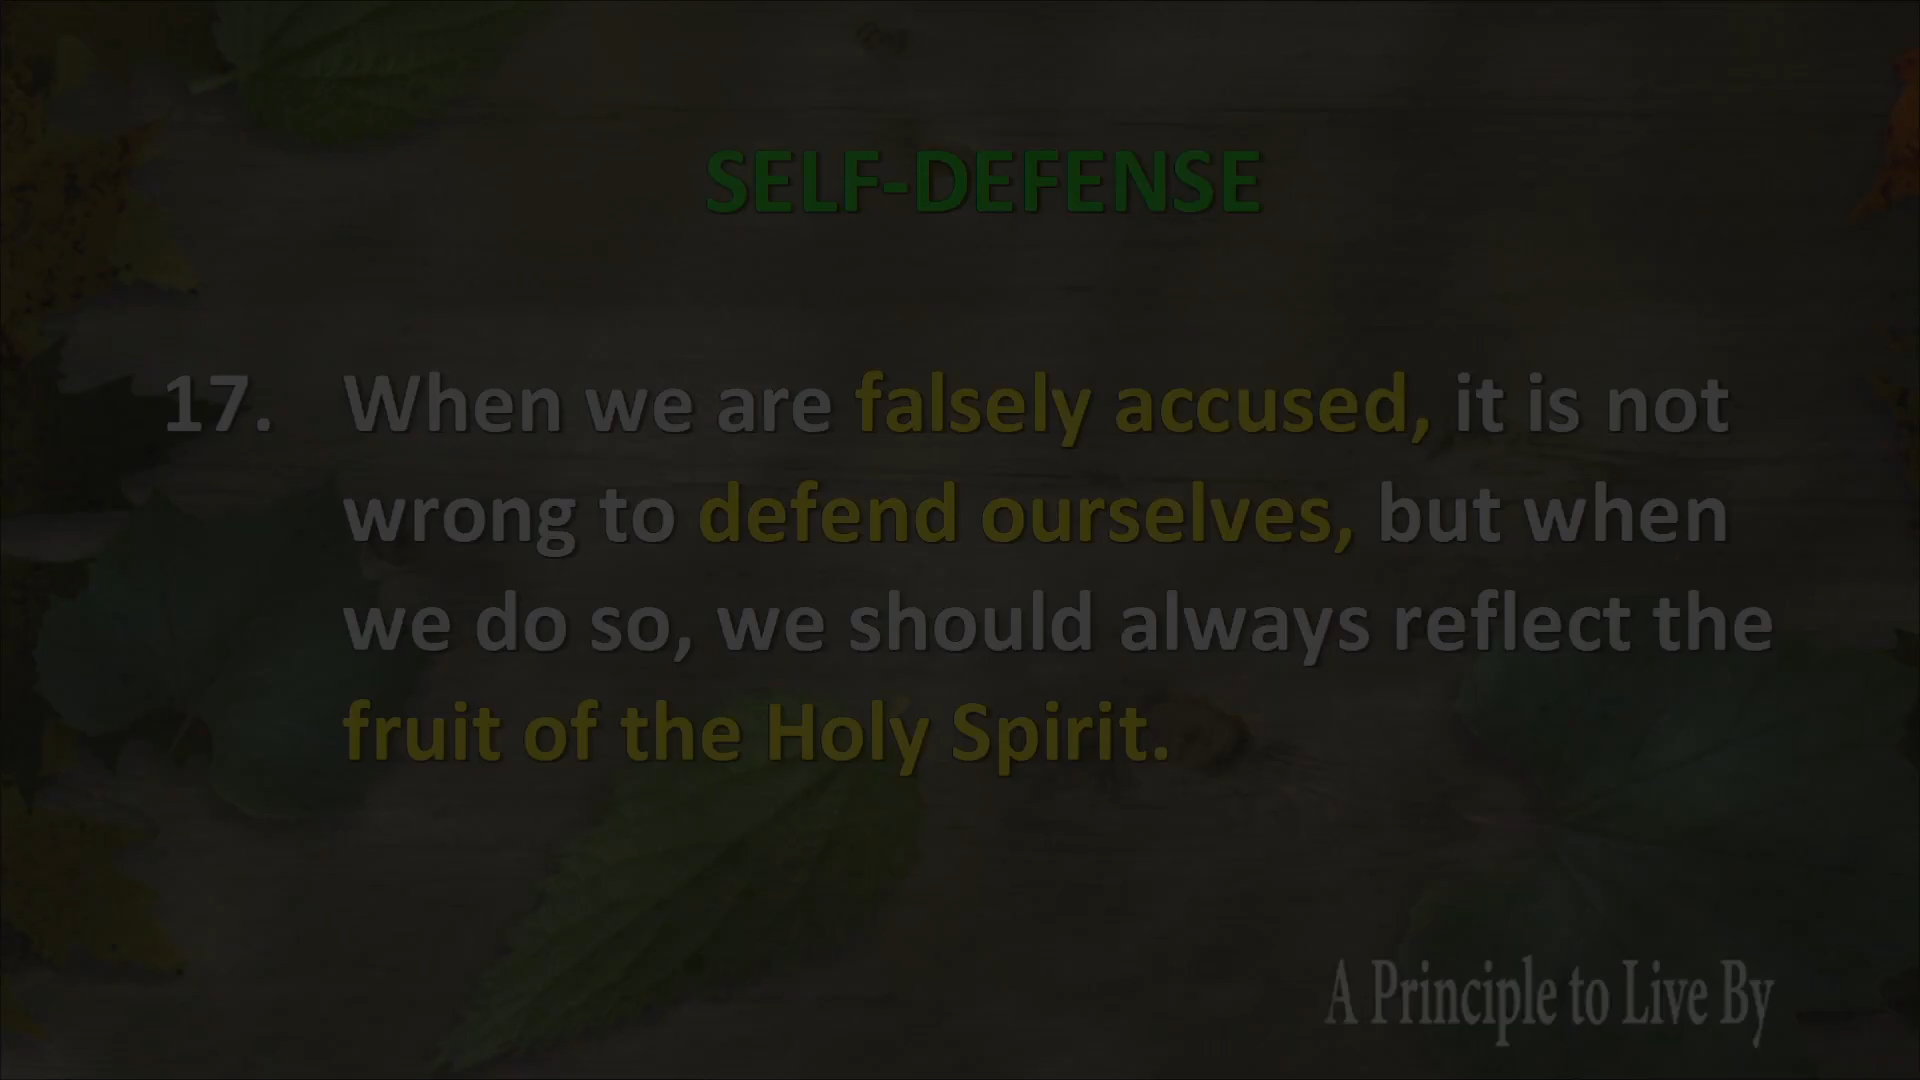 SELF-DEFENSE
17. When we are falsely accused, it is not
wrong to defend ourselves, but when
we do so, we should always reflect the
fruit of the Holy Spirit.
A Principle to Live By